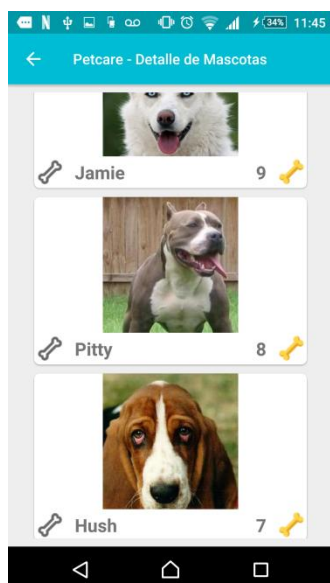 N 34% 11:45
Petcare - Detalle de Mascotas
Jamie 9
Pitty 8
Hush 7